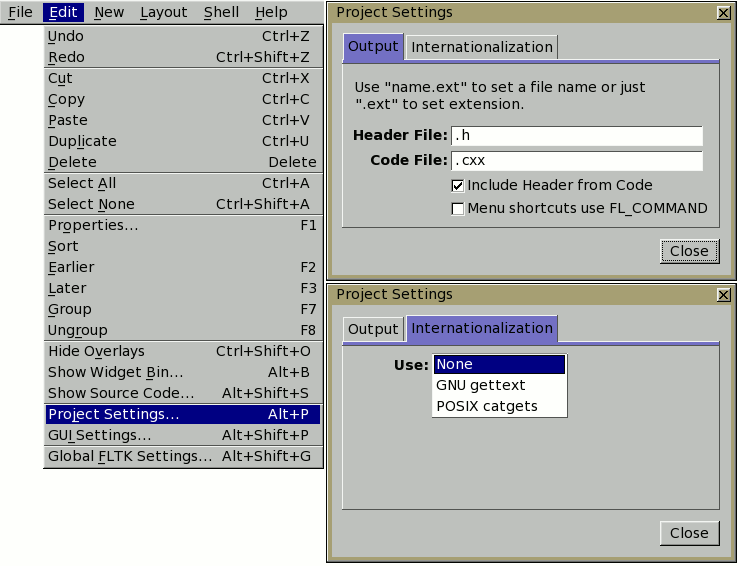 File Edit New Layout Shell Help
Undo Ctrl+Z
Redo Ctrl+Shift+Z
Cut Ctrl+X
Copy Ctrl+C
Paste Ctrl+V
Duplicate Ctrl+U
Delete Delete
Select All Ctrl+A
Select None Ctrl+Shift+A
Properties... F1
Sort
Earlier F2
Later F3
Group F7
Ungroup F8
Hide Overlays Ctrl+Shift+O
Show Widget Bin... Alt+B
Show Source Code... Alt+Shift+S
Project Settings... Alt+P
GUI Settings... Alt+Shift+P
Global FLTK Settings... Alt+Shift+G
Project Settings
Output Internationalization
Use "name.ext" to set a file name or just
".ext" to set extension.
Header File: .h
Code File: .cxx
Include Header from Code
Menu shortcuts use FL_COMMAND
Close
Project Settings
Output Internationalization
Use: None
GNU gettext
POSIX catgets
Close